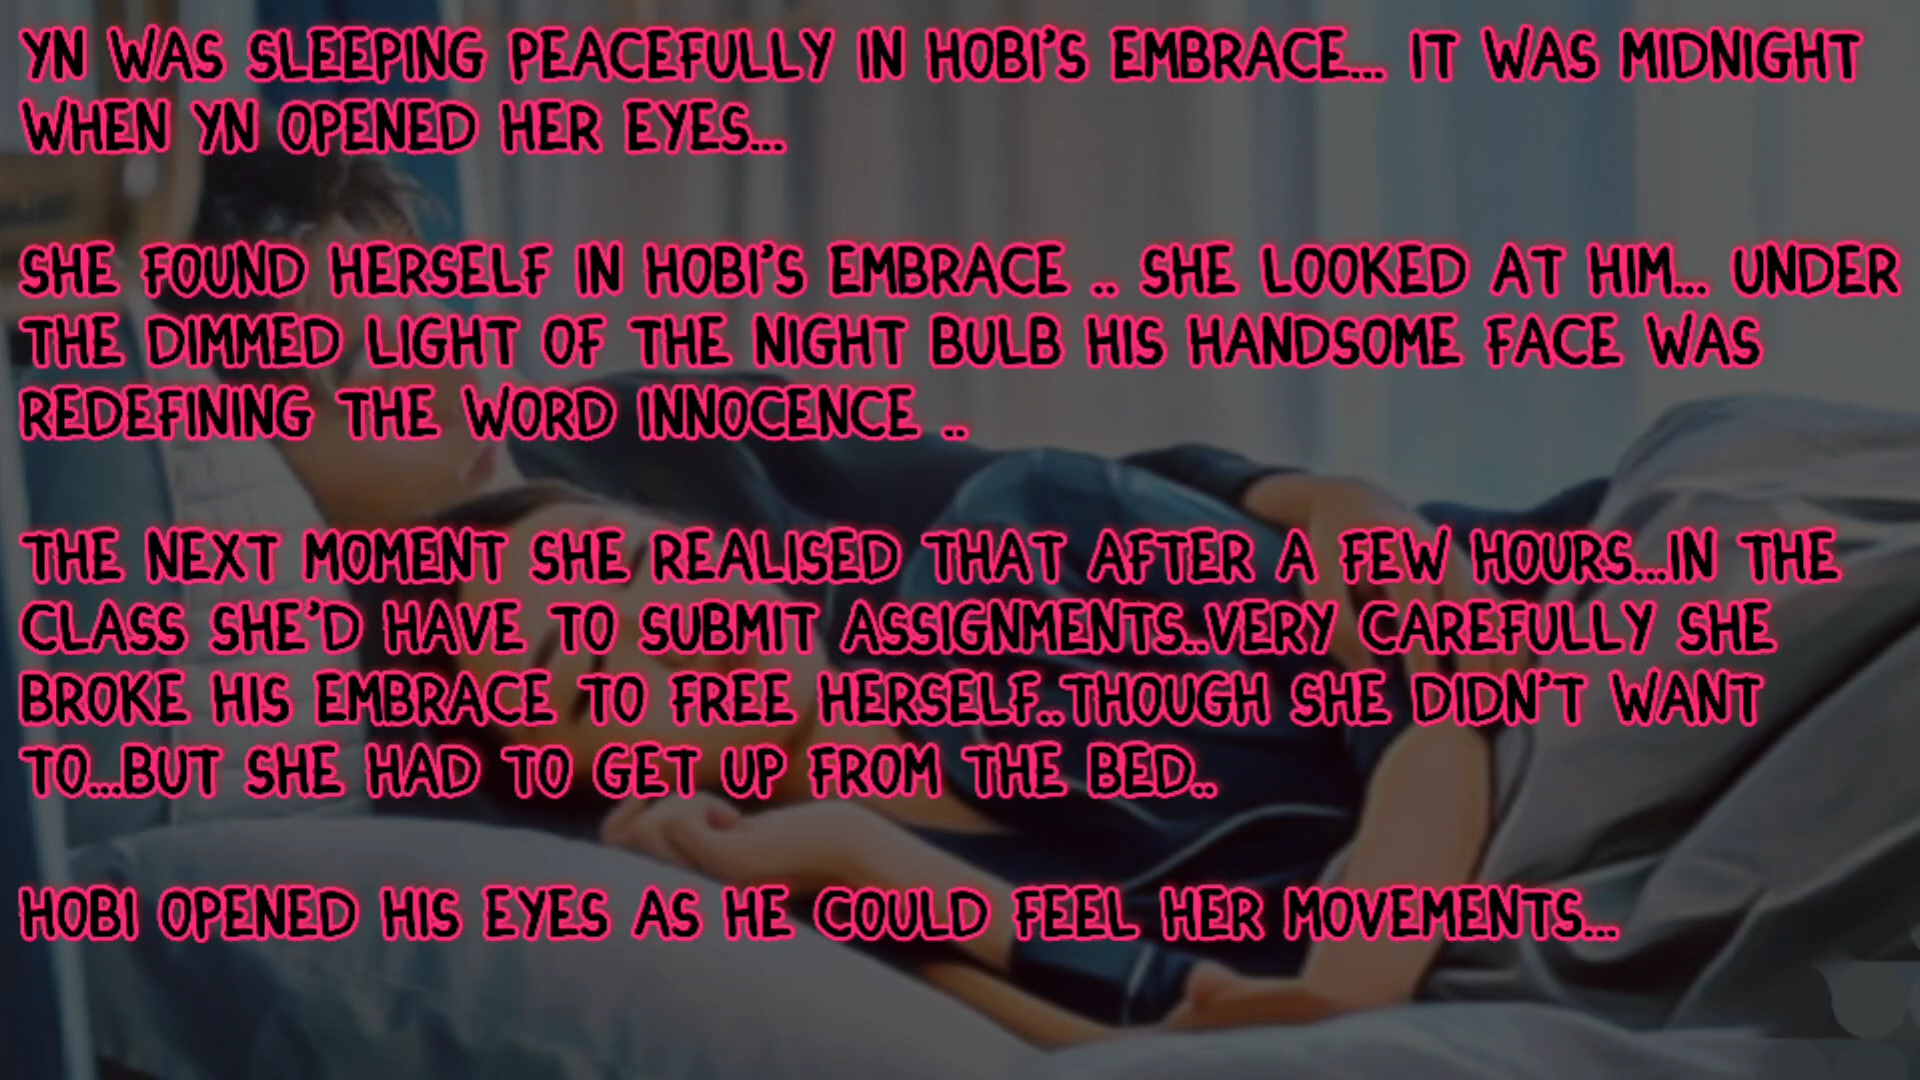 YN WAS SLEEPING PEACEFULLY IN HOBI'S EMBRACE... IT WAS MIDNIGHT
WHEN YN OPENED HER EYES...
SHE FOUND HERSELF IN HOBI'S EMBRACE .. SHE LOOKED AT HIM... UNDER
THE DIMMED LIGHT OF THE NIGHT BULB HIS HANDSOME FACE WAS
REDEFINING THE WORD INNOCENCE ..
THE NEXT MOMENT SHE REALISED THAT AFTER A FEW HOURS...IN THE
CLASS SHE'D HAVE TO SUBMIT ASSIGNMENTS..VERY CAREFULLY SHE
BROKE HIS EMBRACE TO FREE HERSELF..THOUGH SHE DIDN'T WANT
TO...BUT SHE HAD TO GET UP FROM THE BED..
HOBI OPENED HIS EYES AS HE COULD FEEL HER MOVEMENTS...